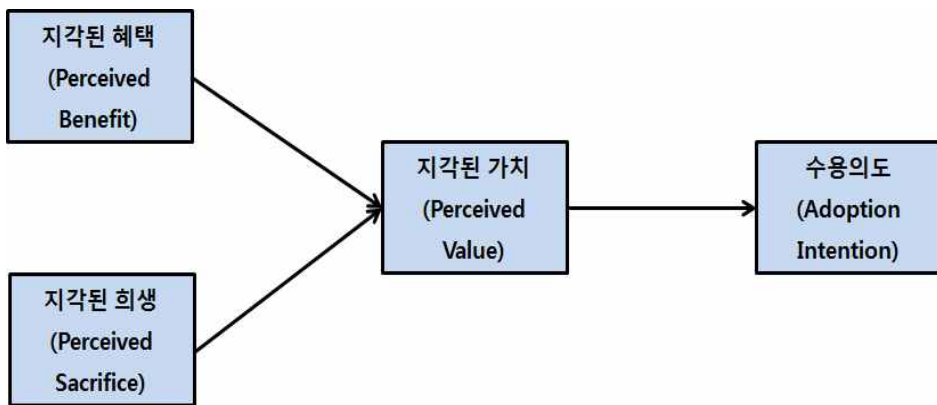 지각된 혜택
(Perceived
Benefit)
지각된 희생
(Perceived
Sacrifice)
지각된 가치
(Perceived
Value)
수용의도
(Adoption
Intention)